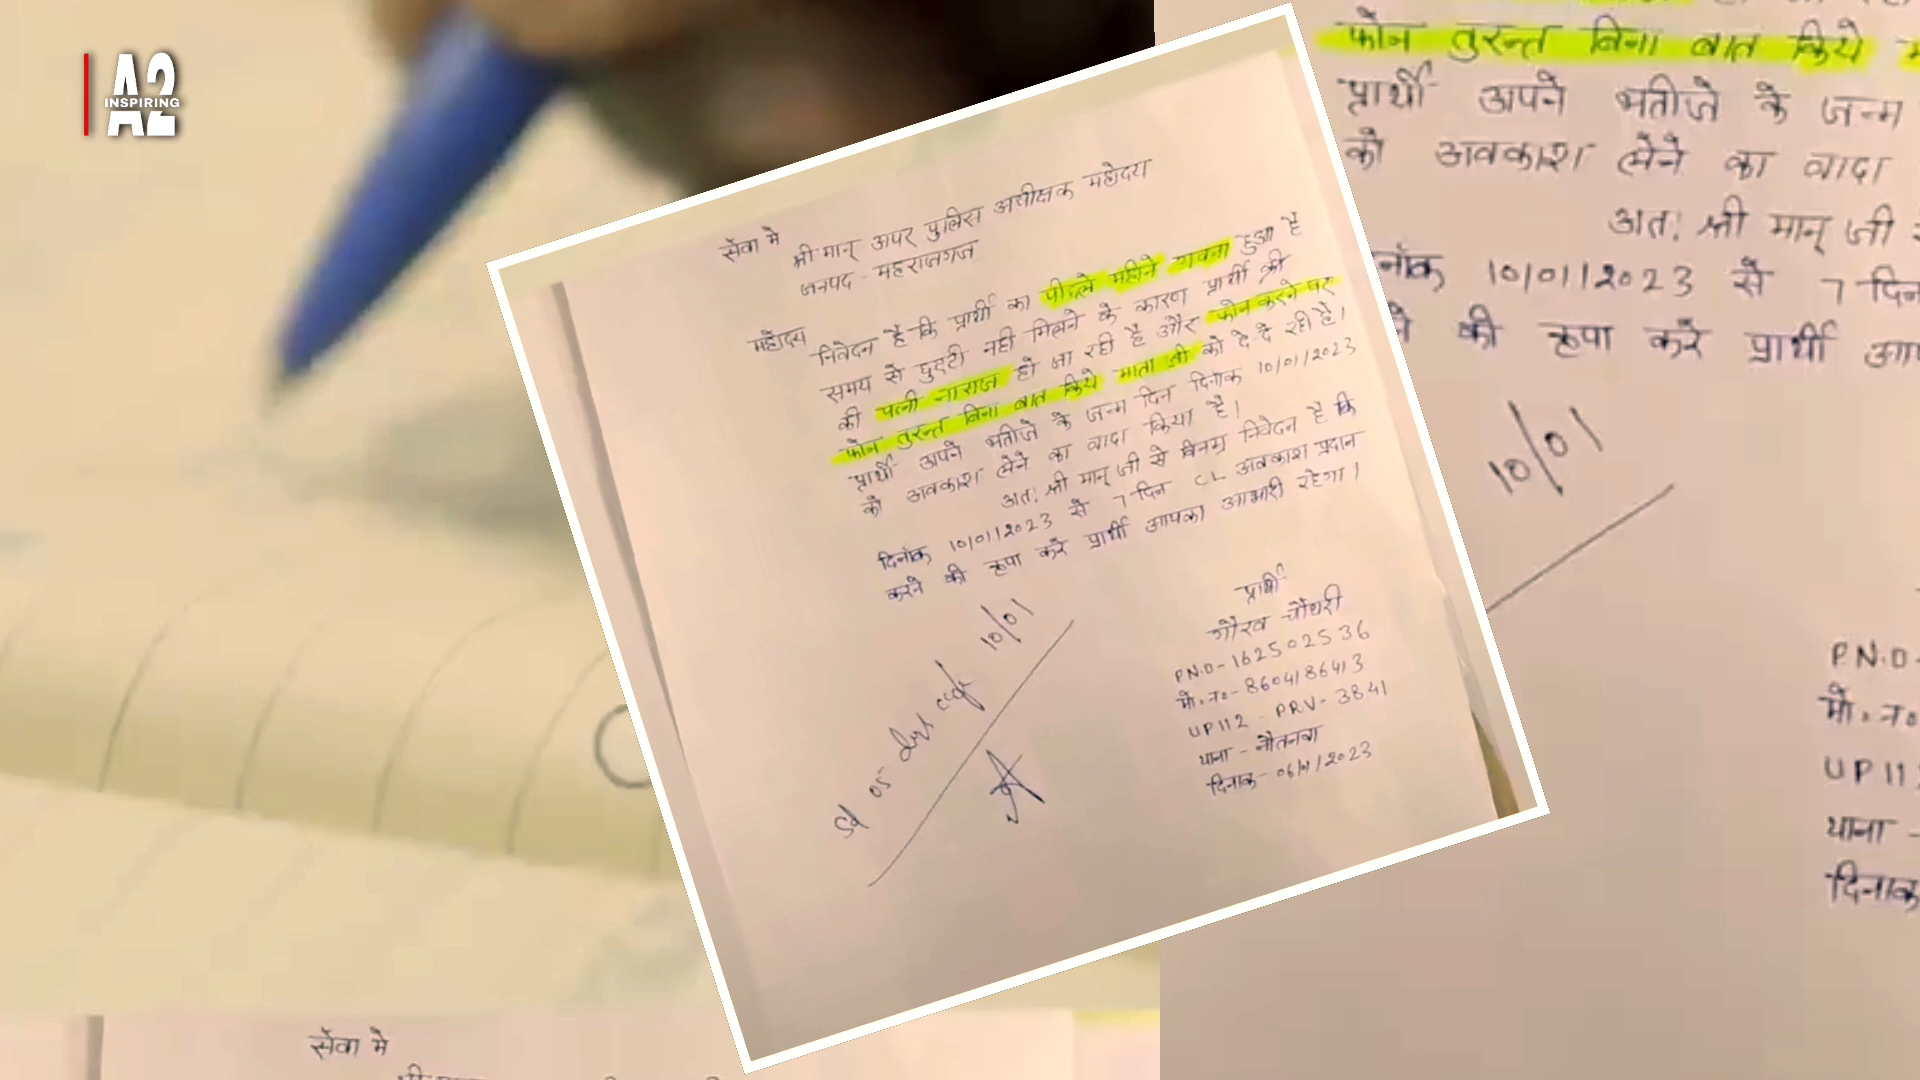 A2
INSPIRING
सेवा मे
श्री मान् अपर पुलिस अधीक्षक महोदय
जनपद - महराजगंज
महोदय
निवेदन है कि प्रार्थी का पिछले महीने गवना हुआ है
समय से छुट्टी नही मिलने के कारण प्रार्थी श्री
की पत्नी नाराज हो जा रही है और फोन करने पर
फोन तुरन्त बिना बात किये माता जी को दे दे रही है।
प्रार्थी अपने भतीजे के जन्म दिन दिनांक 10/01/2023
को अवकाश लेने का वादा किया है।
अतः श्री मान् जी से विनम्र निवेदन है कि
दिनॉक 10/01/2023 से 7 दिन CL अवकाश प्रदान
करने की कृपा करे प्रार्थी आपका आभारी रहेगा।
प्रार्थी
गौरव चौधरी
P.N.O-162502536
मो.न०-8604186413
UP112 - PRV- 3841
थाना - नौतनवा
दिनाक- 06/01/2023
10/01
फोन तुरन्त बिना बात किये
प्रार्थी अपने भतीजे के जन्म
को अवकाश लेने का वादा
अतः श्री मान् जी
नॉक 10/01/2023 से 7 दिन
की कृपा करे प्रार्थी
10/01
P.N.O-
मो.न०
UP11
थाना -
दिनाक
सेवा मे